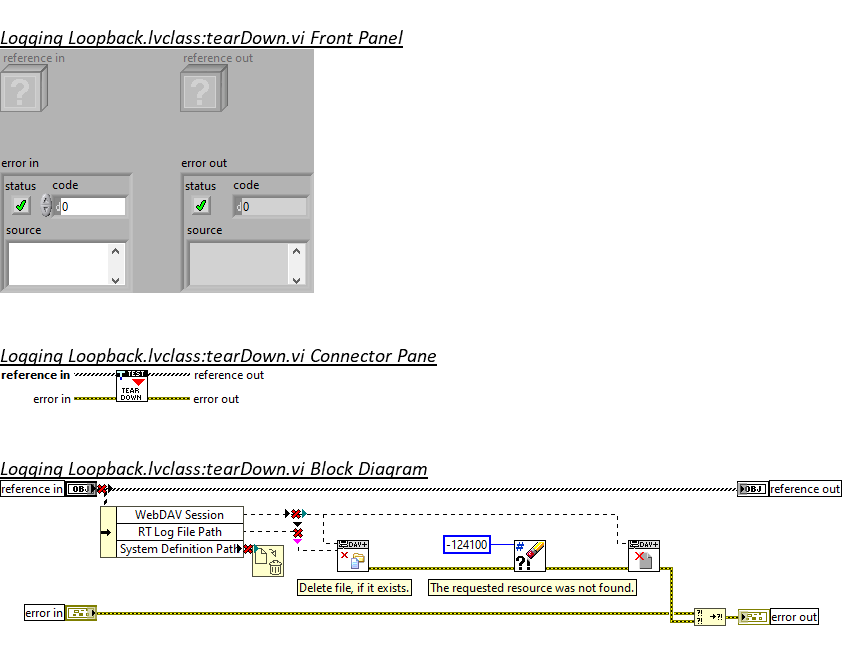 Logging Loopback.lvclass:tearDown.vi Front Panel
reference in reference out
?
?
error in error out
status code status code
0
0
source source
Logging Loopback.lvclass:tearDown.vi Connector Pane
reference in TEST reference out
error in TEAR DOWN error out
Logging Loopback.lvclass:tearDown.vi Block Diagram
reference in OBJ OBJ reference out
WebDAV Session
RT Log File Path
System Definition Path
DAV+
-124100
#
?!
DAV+
Delete file, if it exists. The requested resource was not found.
error in ?! ?! ?! error out